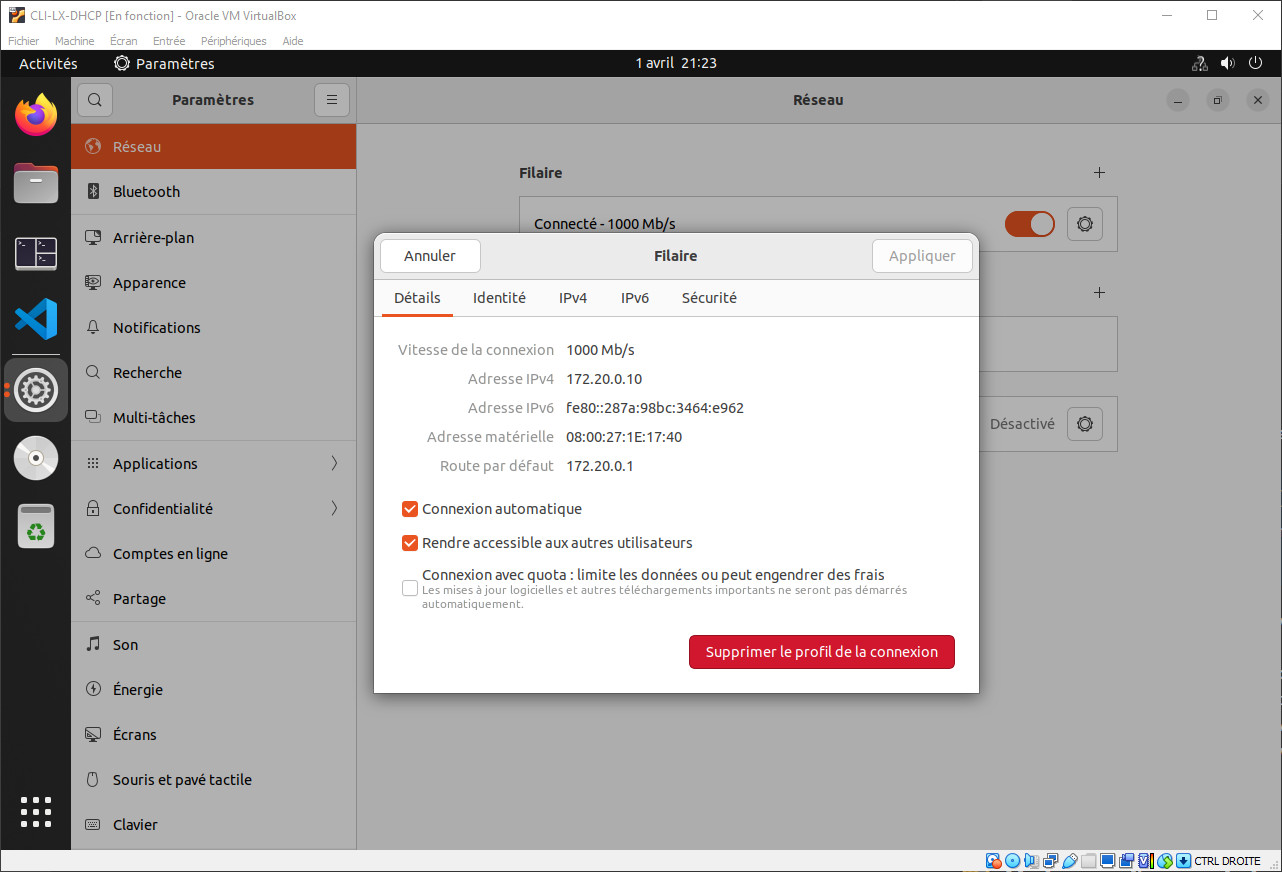 CLI-LX-DHCP [En fonction] - Oracle VM VirtualBox
Fichier Machine Écran Entrée Périphériques Aide
Activités Paramètres 1 avril 21:23
Paramètres Réseau
Réseau
Bluetooth
Arrière-plan
Apparence
Notifications
Recherche
Multi-tâches
Applications
Confidentialité
Comptes en ligne
Partage
Son
Énergie
Écrans
Souris et pavé tactile
Clavier
Filaire
Connecté - 1000 Mb/s
Désactivé
Annuler Filaire Appliquer
Détails Identité IPv4 IPv6 Sécurité
Vitesse de la connexion 1000 Mb/s
Adresse IPv4 172.20.0.10
Adresse IPv6 fe80::287a:98bc:3464:e962
Adresse matérielle 08:00:27:1E:17:40
Route par défaut 172.20.0.1
Connexion automatique
Rendre accessible aux autres utilisateurs
Connexion avec quota : limite les données ou peut engendrer des frais
Les mises à jour logicielles et autres téléchargements importants ne seront pas démarrés
automatiquement.
Supprimer le profil de la connexion
CTRL DROITE